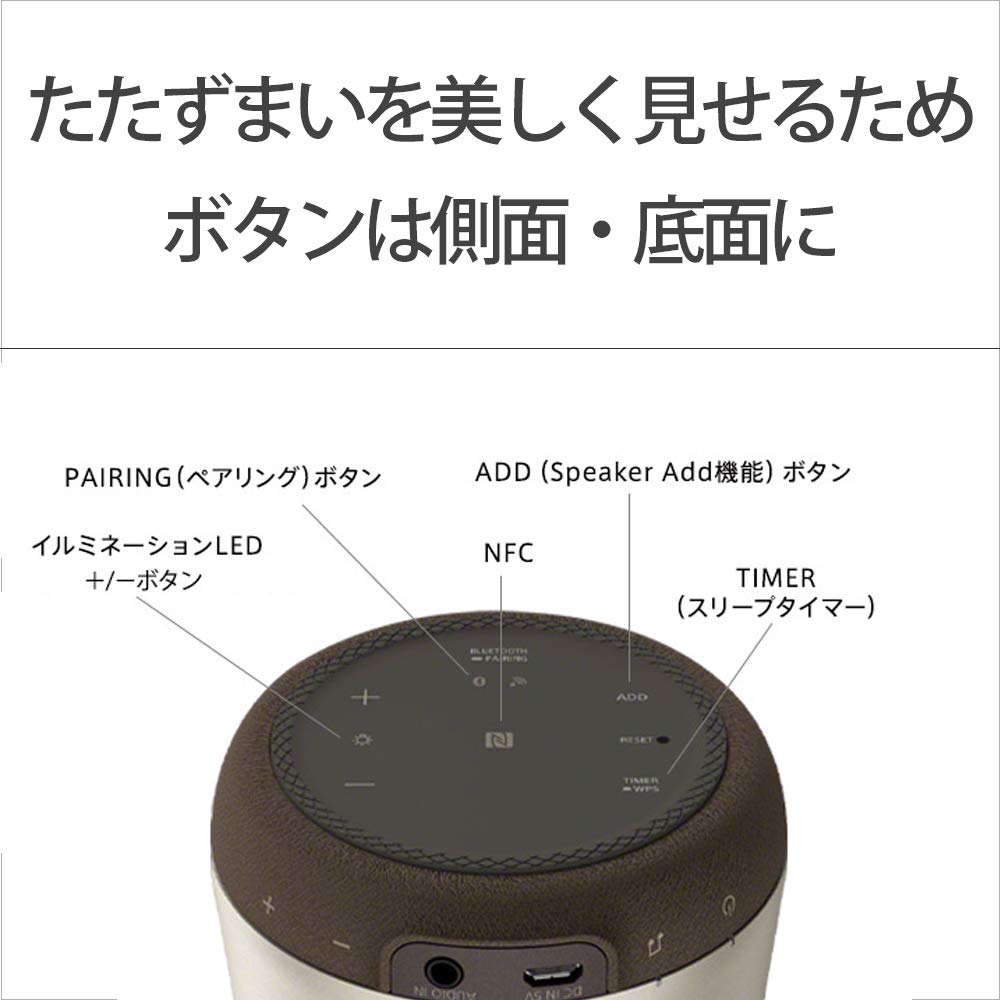 たたずまいを美しく見せるため
ボタンは側面・底面に
PAIRING（ペアリング）ボタン
ADD（Speaker Add機能）ボタン
イルミネーションLED
+/−ボタン
NFC
TIMER
（スリープタイマー）
BLUETOOTH
PAIRING
ADD
RESET
TIMER
WPS
AUDIO IN
DC IN 5V